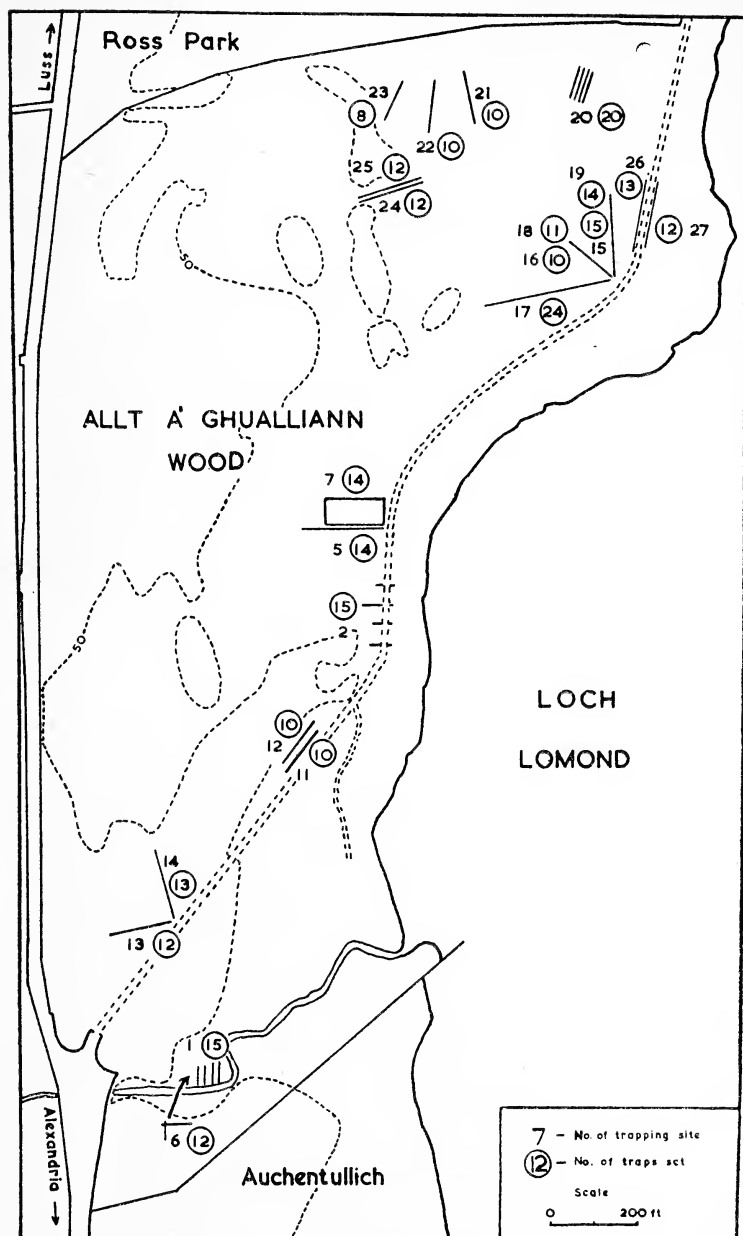 Ross Park
Luss
23
8
21
10
22 10
20 20
25 12
24 12
19
14
26
13
15
15
18 11
16 10
12 27
17 24
50
ALLT A' GHUALLIANN
WOOD
7 14
5 14
15
2
50
10
12
10
11
LOCH
LOMOND
14
13
13 12
1 15
6 12
Alexandria
Auchentullich
7 – No. of trapping site
12 – No. of traps set
Scale
0 200 ft